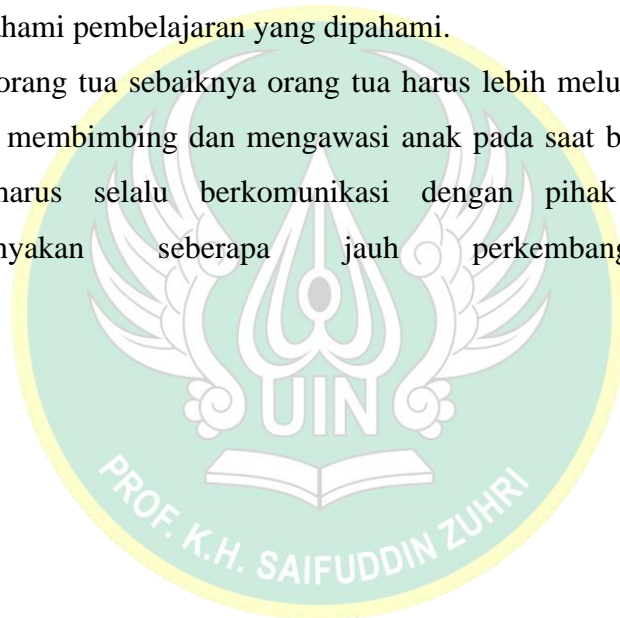 ahami pembelajaran yang dipahami.
orang tua sebaiknya orang tua harus lebih melu
membimbing dan mengawasi anak pada saat b
harus selalu berkomunikasi dengan pihak
nyakan seberapa jauh perkembang
UIN
PROF. K.H. SAIFUDDIN ZUHRI